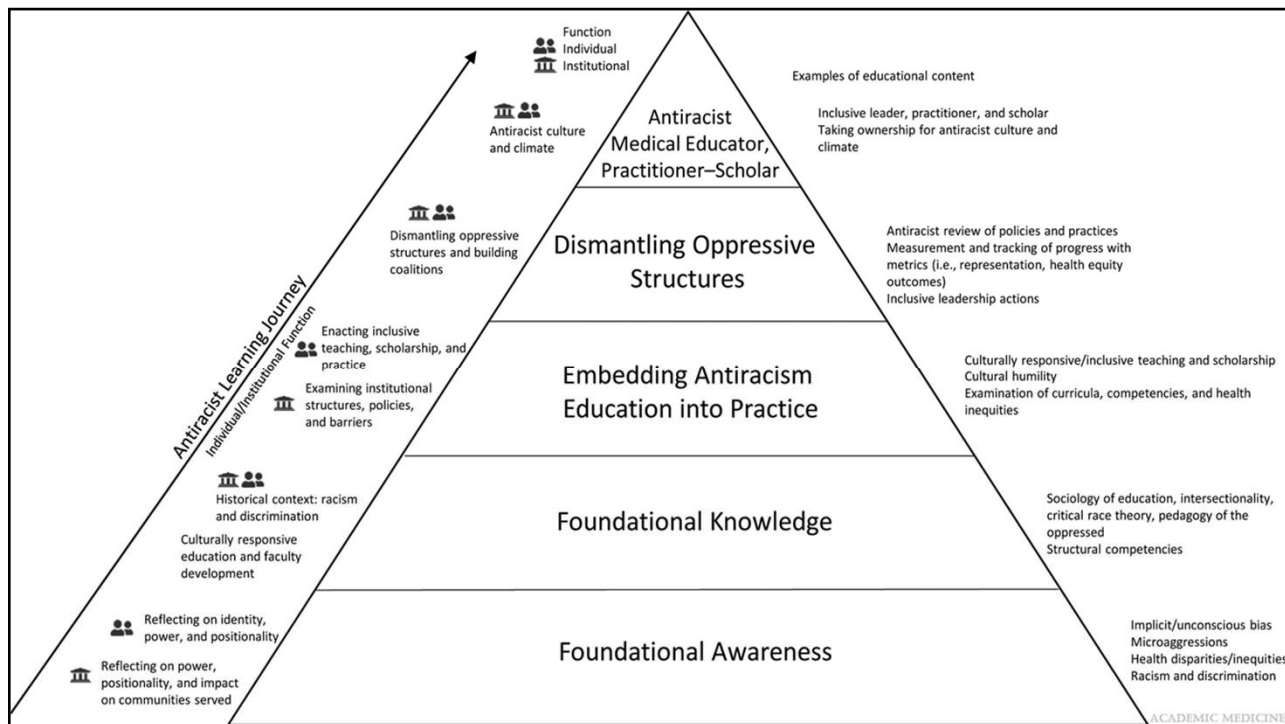 Function
Individual
Institutional
Examples of educational content
Antiracist culture
and climate
Antiracist
Medical Educator,
Practitioner–Scholar
Inclusive leader, practitioner, and scholar
Taking ownership for antiracist culture and
climate
Dismantling oppressive
structures and building
coalitions
Dismantling Oppressive
Structures
Antiracist review of policies and practices
Measurement and tracking of progress with
metrics (i.e., representation, health equity
outcomes)
Inclusive leadership actions
Antiracist Learning Journey
Individual/Institutional Function
Enacting inclusive
teaching, scholarship, and
practice
Examining institutional
structures, policies,
and barriers
Embedding Antiracism
Education into Practice
Culturally responsive/inclusive teaching and scholarship
Cultural humility
Examination of curricula, competencies, and health
inequities
Historical context: racism
and discrimination
Culturally responsive
education and faculty
development
Foundational Knowledge
Sociology of education, intersectionality,
critical race theory, pedagogy of the
oppressed
Structural competencies
Reflecting on identity,
power, and positionality
Reflecting on power,
positionality, and impact
on communities served
Foundational Awareness
Implicit/unconscious bias
Microaggressions
Health disparities/inequities
Racism and discrimination
ACADEMIC MEDICINE